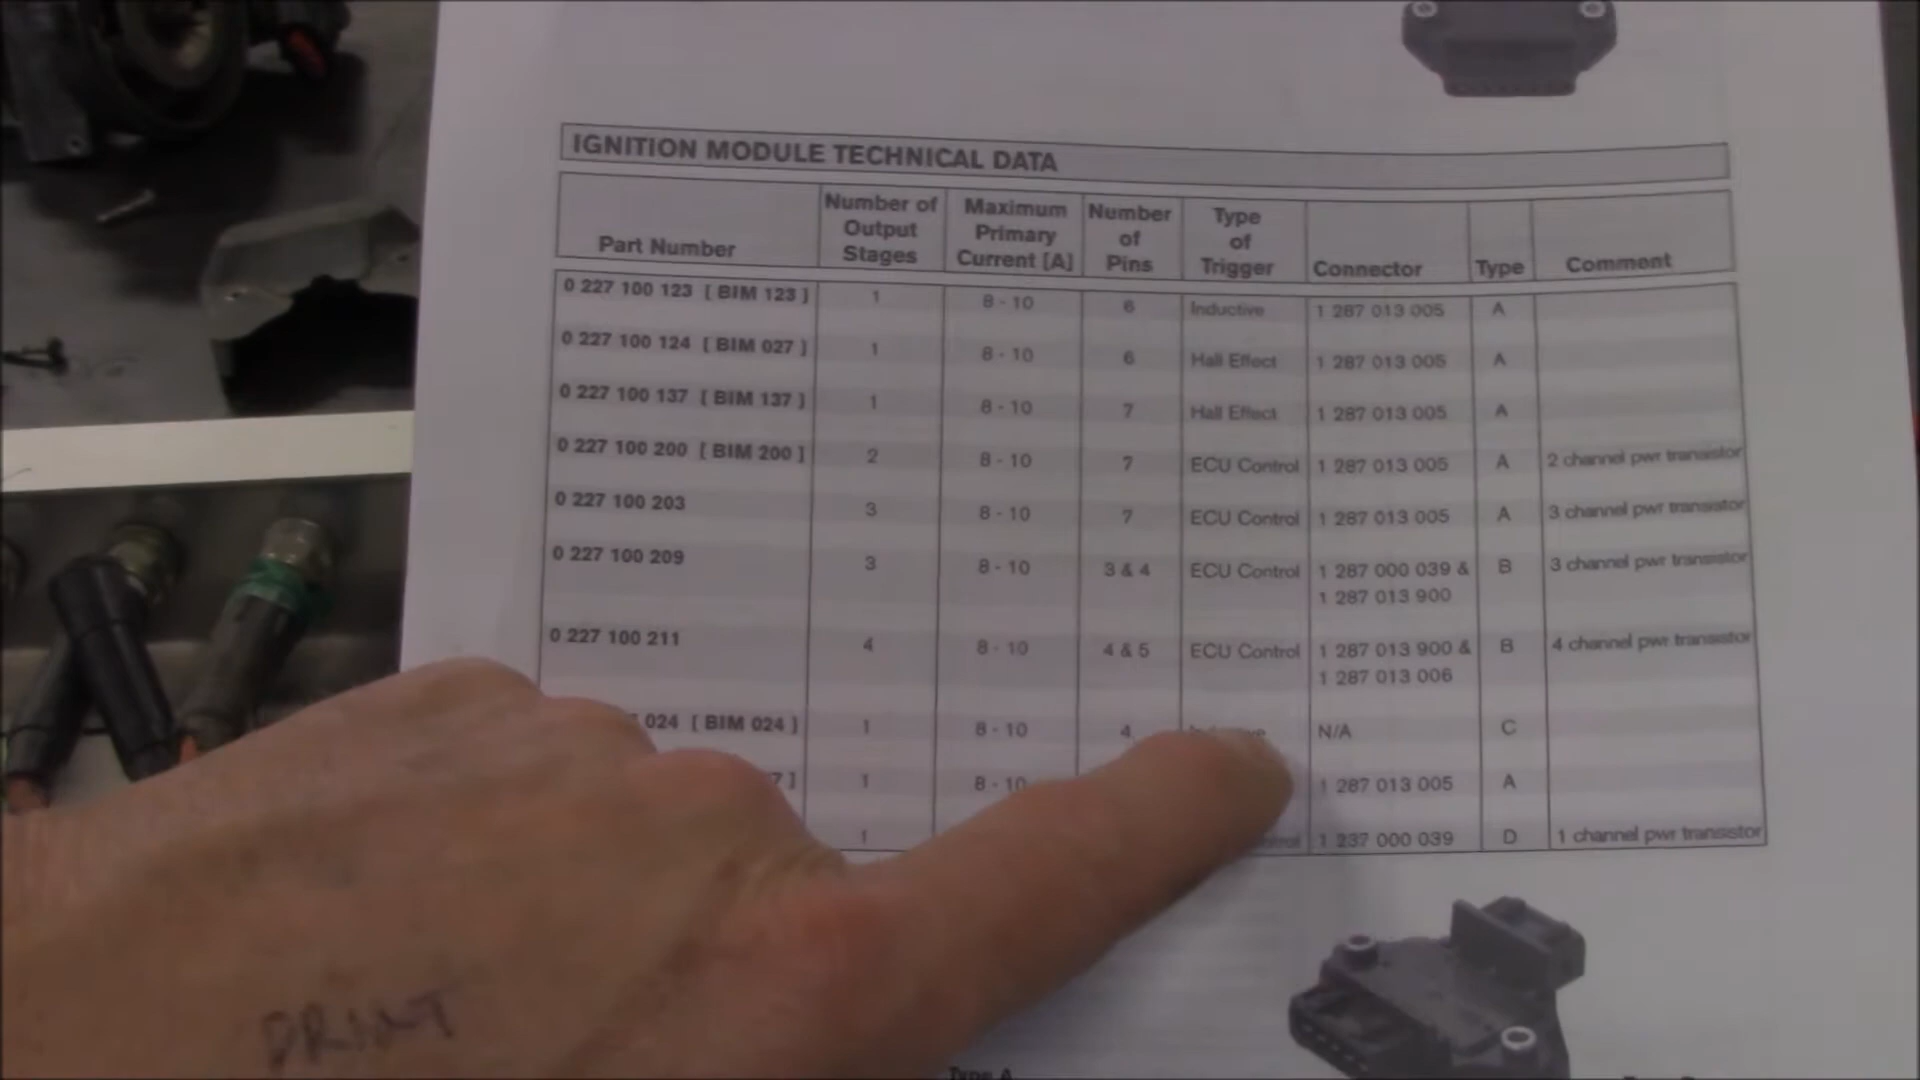 IGNITION MODULE TECHNICAL DATA
Part Number Number of Output Stages Maximum Primary Current [A] Number of Pins Type of Trigger Connector Type Comment
0 227 100 123 [ BIM 123 ] 1 8 - 10 6 Inductive 1 287 013 005 A
0 227 100 124 [ BIM 027 ] 1 8 - 10 6 Hall Effect 1 287 013 005 A
0 227 100 137 [ BIM 137 ] 1 8 - 10 7 Hall Effect 1 287 013 005 A
0 227 100 200 [ BIM 200 ] 2 8 - 10 7 ECU Control 1 287 013 005 A 2 channel pwr transistor
0 227 100 203 3 8 - 10 7 ECU Control 1 287 013 005 A 3 channel pwr transistor
0 227 100 209 3 8 - 10 3 & 4 ECU Control 1 287 000 039 & B 3 channel pwr transistor
1 287 013 900
0 227 100 211 4 8 - 10 4 & 5 ECU Control 1 287 013 900 & B 4 channel pwr transistor
1 287 013 006
024 [ BIM 024 ] 1 8 - 10 4 N/A C
7 ] 1 8 - 10 1 287 013 005 A
1 1 237 000 039 D 1 channel pwr transistor
Type A
PRINT